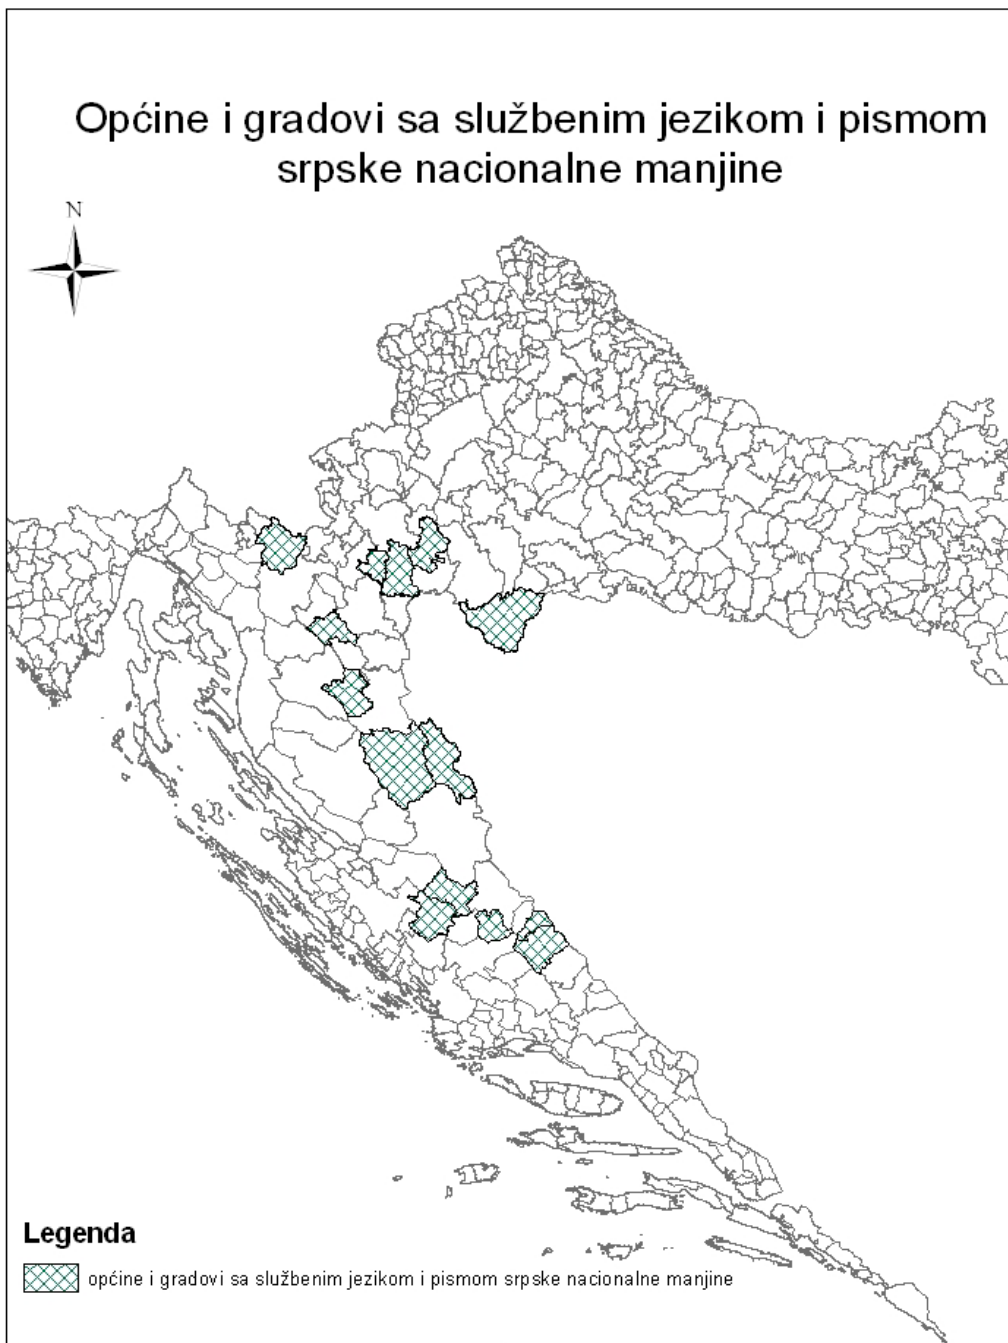 Općine i gradovi sa službenim jezikom i pismom
srpske nacionalne manjine
N
Legenda
općine i gradovi sa službenim jezikom i pismom srpske nacionalne manjine